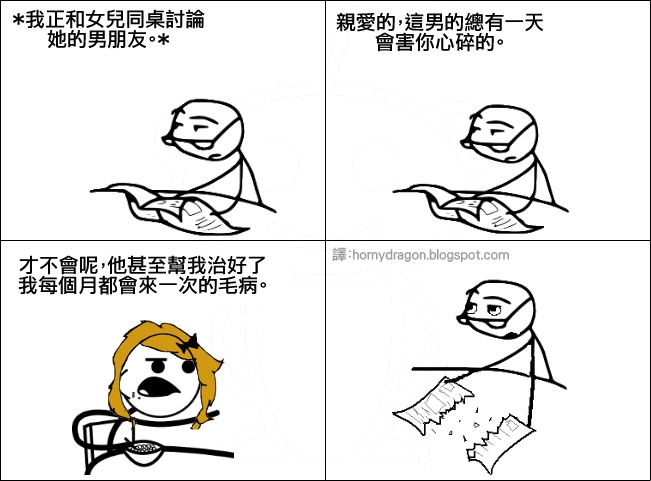 *我正和女兒同桌討論
她的男朋友。*
親愛的,這男的總有一天
會害你心碎的。
才不會呢,他甚至幫我治好了
我每個月都會來一次的毛病。
譯:hornydragon.blogspot.com